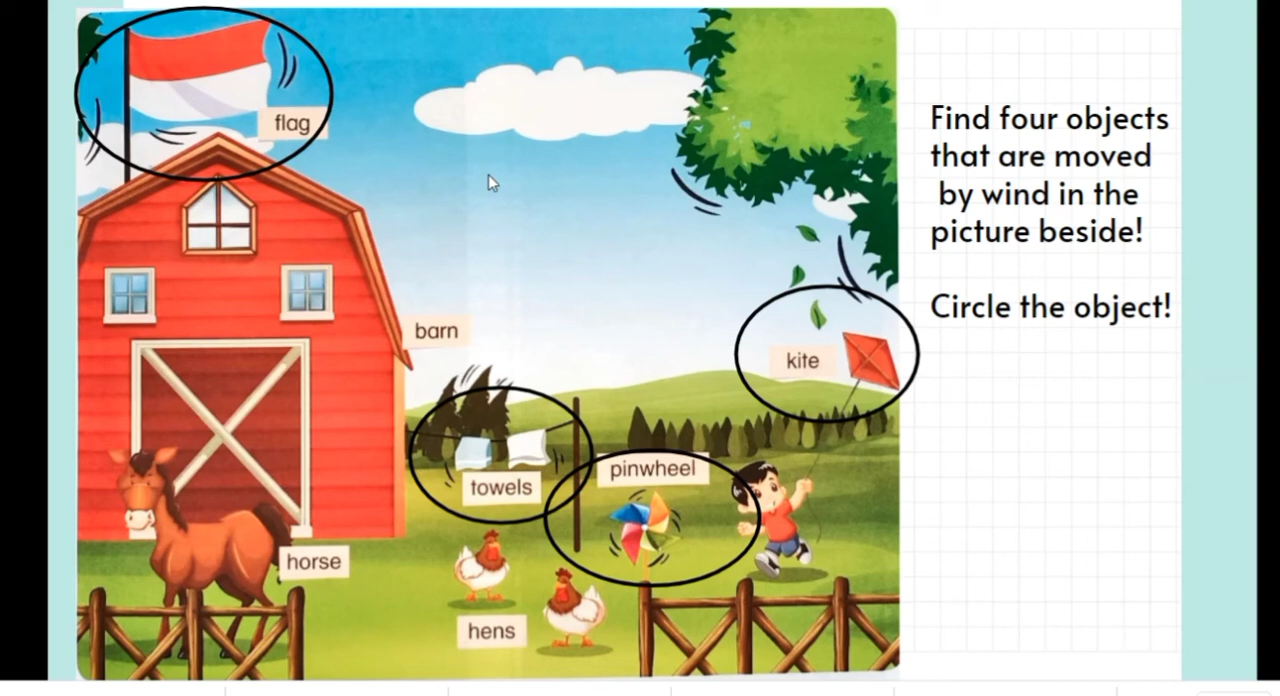 flag
barn
kite
towels
pinwheel
horse
hens
Find four objects
that are moved
by wind in the
picture beside!
Circle the object!